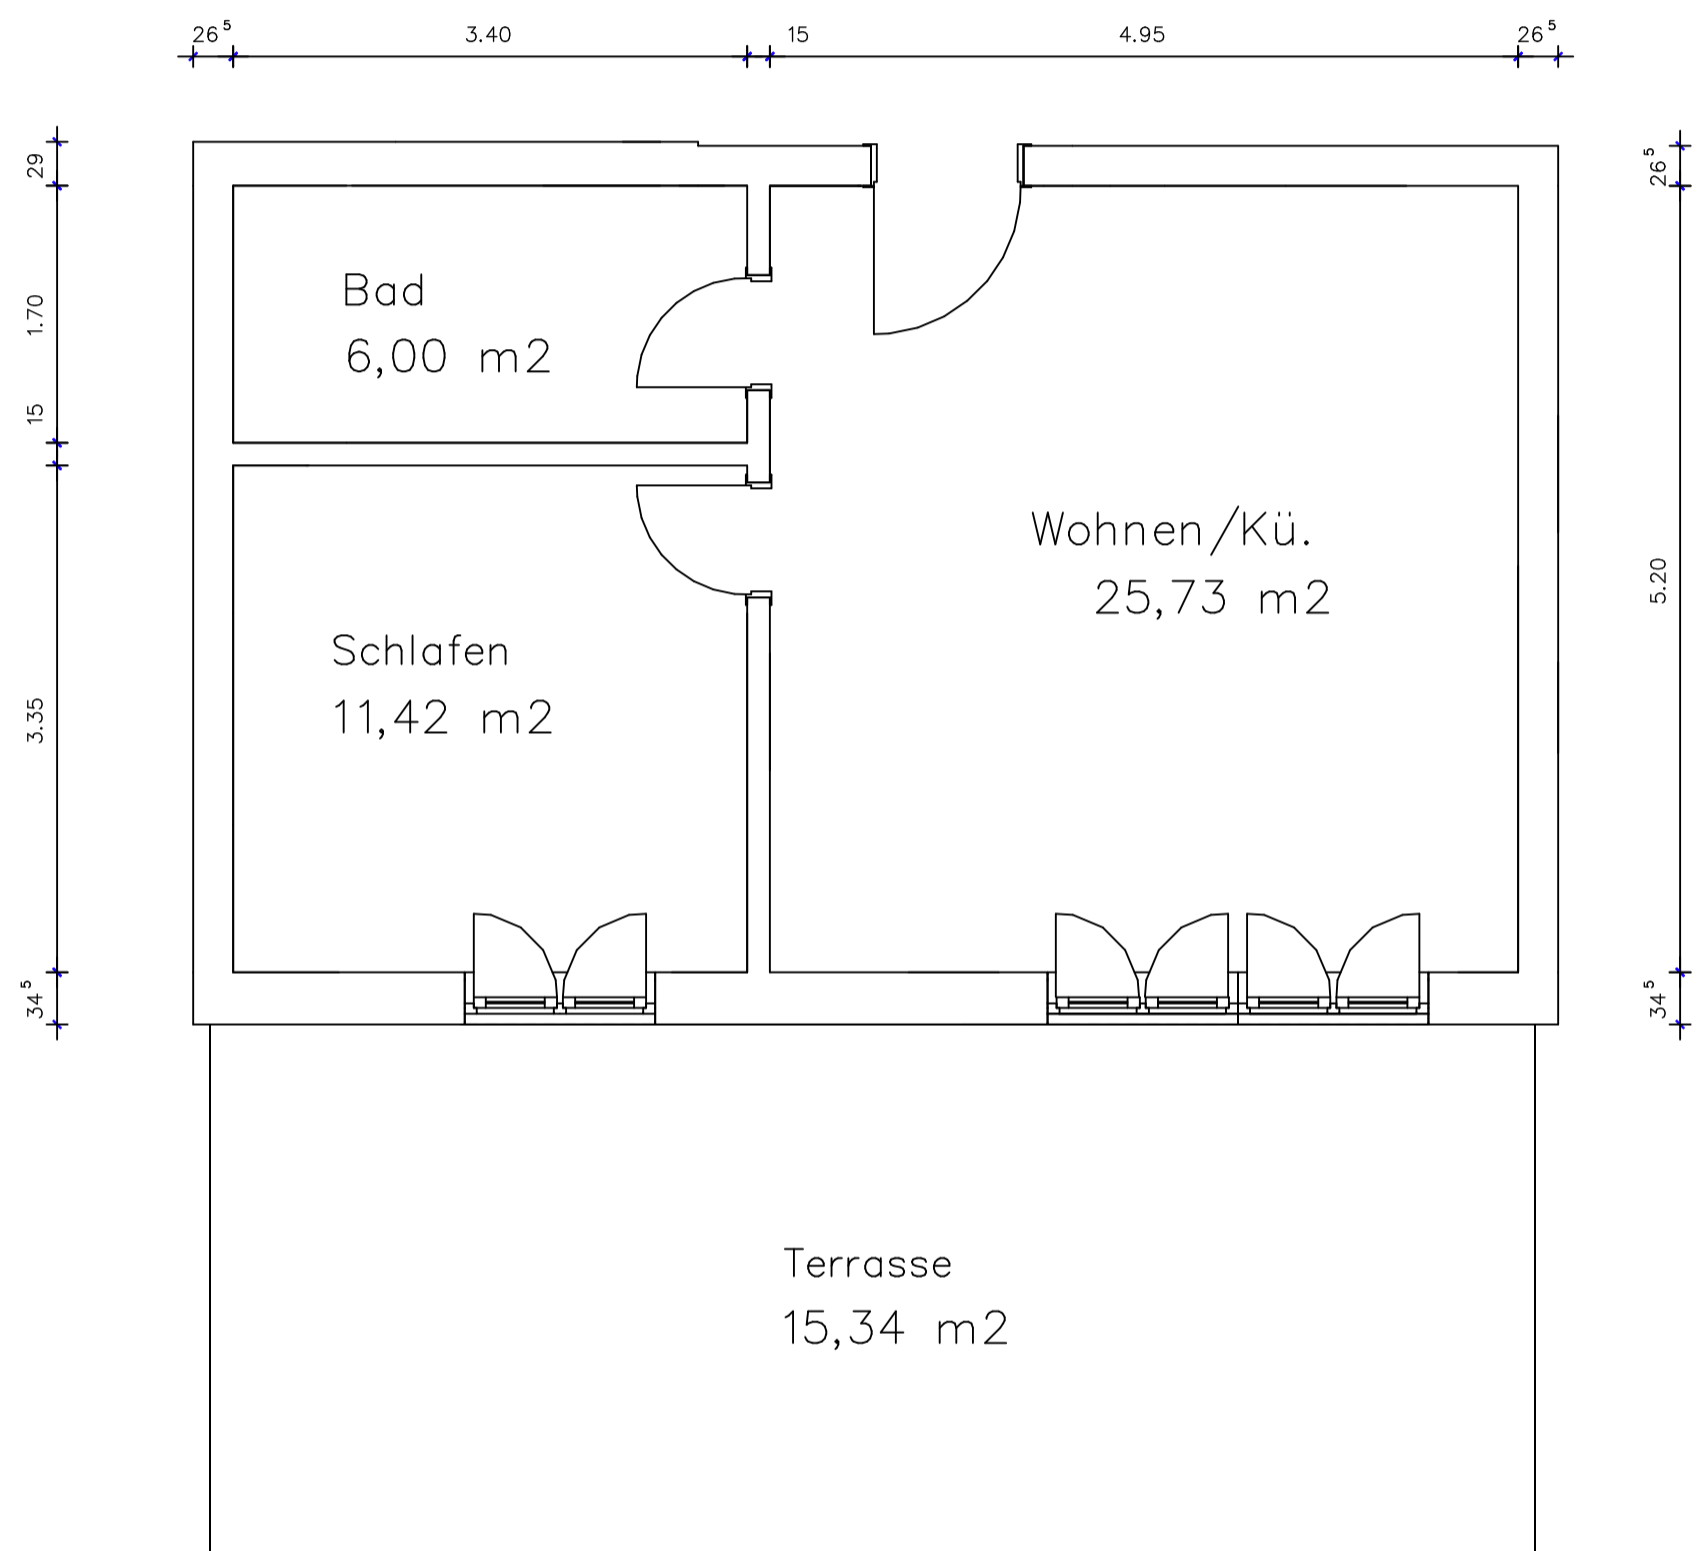 26⁵ 3.40 15 4.95 26⁵
29
1.70
15
3.35
34⁵
Bad
6,00 m2
Schlafen
11,42 m2
Wohnen/Kü.
25,73 m2
26⁵
5.20
34⁵
Terrasse
15,34 m2